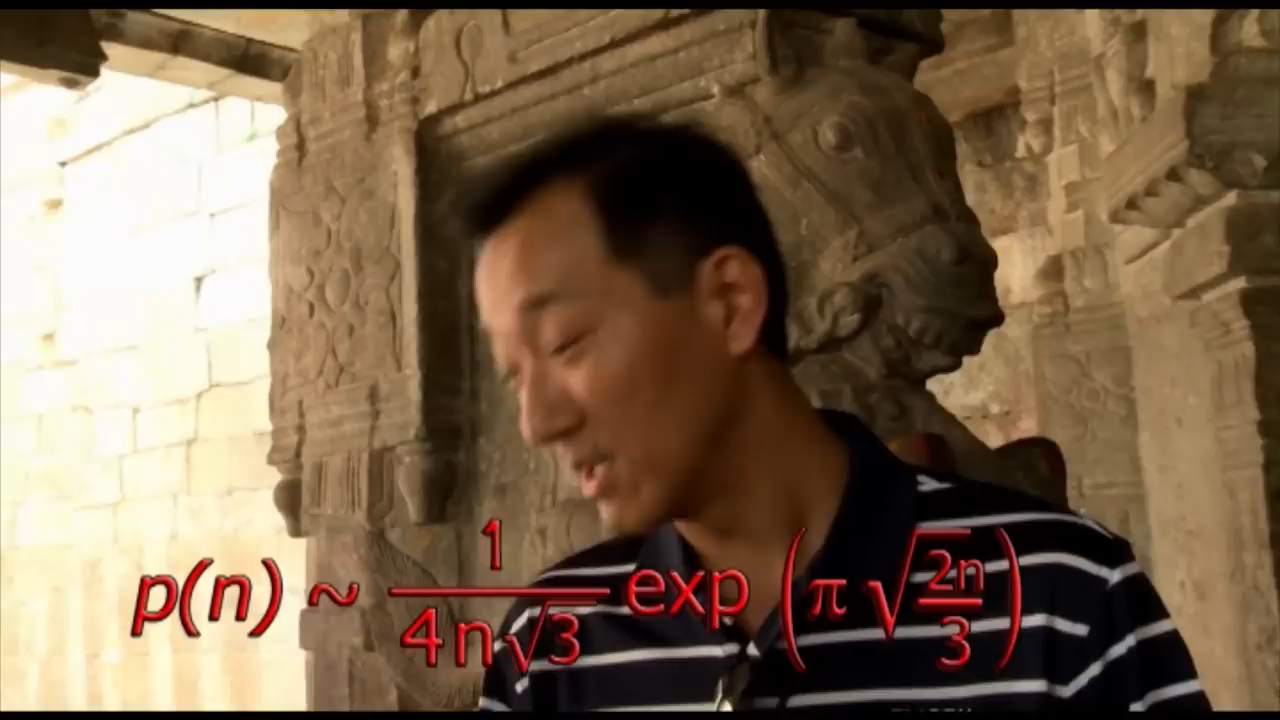 p(n) ~ 1/(4n√3) exp (π √(2n/3))